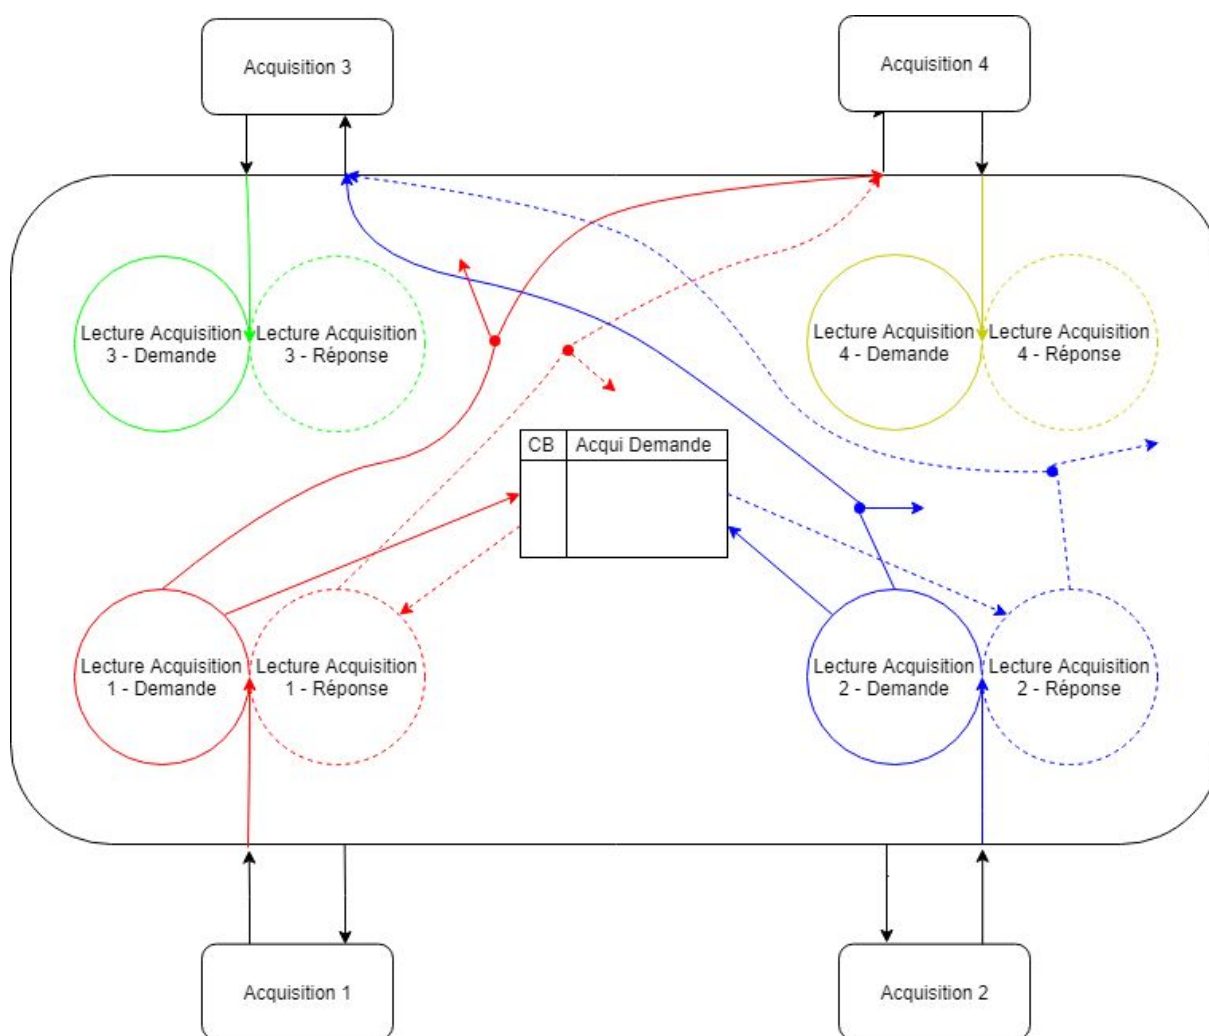 Acquisition 3
Acquisition 4
Lecture Acquisition
3 - Demande
Lecture Acquisition
3 - Réponse
Lecture Acquisition
4 - Demande
Lecture Acquisition
4 - Réponse
CB
Acqui Demande
Lecture Acquisition
1 - Demande
Lecture Acquisition
1 - Réponse
Lecture Acquisition
2 - Demande
Lecture Acquisition
2 - Réponse
Acquisition 1
Acquisition 2